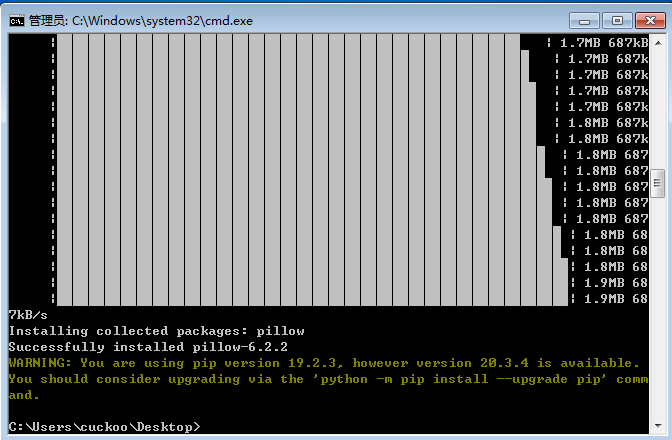 管理员: C:\Windows\system32\cmd.exe
¦ 1.7MB 687kB
¦ 1.7MB 687k
¦ 1.7MB 687k
¦ 1.7MB 687k
¦ 1.7MB 687k
¦ 1.8MB 687k
¦ 1.8MB 687k
¦ 1.8MB 687
¦ 1.8MB 687
¦ 1.8MB 687
¦ 1.8MB 687
¦ 1.8MB 687
¦ 1.8MB 68
¦ 1.8MB 68
¦ 1.8MB 68
¦ 1.9MB 68
¦ 1.9MB 68
7kB/s
Installing collected packages: pillow
Successfully installed pillow-6.2.2
WARNING: You are using pip version 19.2.3, however version 20.3.4 is available.
You should consider upgrading via the 'python -m pip install --upgrade pip' comm
and.
C:\Users\cuckoo\Desktop>